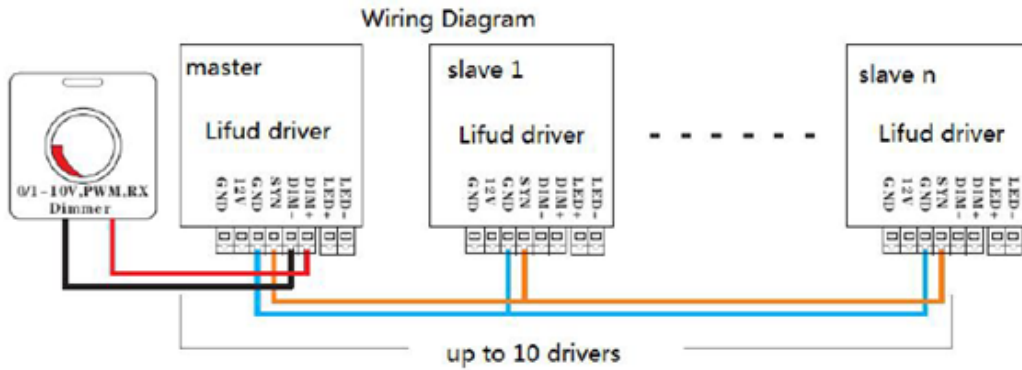 Wiring Diagram
master
slave 1
slave n
Lifud driver
Lifud driver
Lifud driver
0/1-10V,PWM,RX
Dimmer
GND
12V
GND
SYN
DIM-
DIM+
LED+
LED-
GND
12V
GND
SYN
DIM-
DIM+
LED+
LED-
GND
12V
GND
SYN
DIM-
DIM+
LED+
LED-
up to 10 drivers